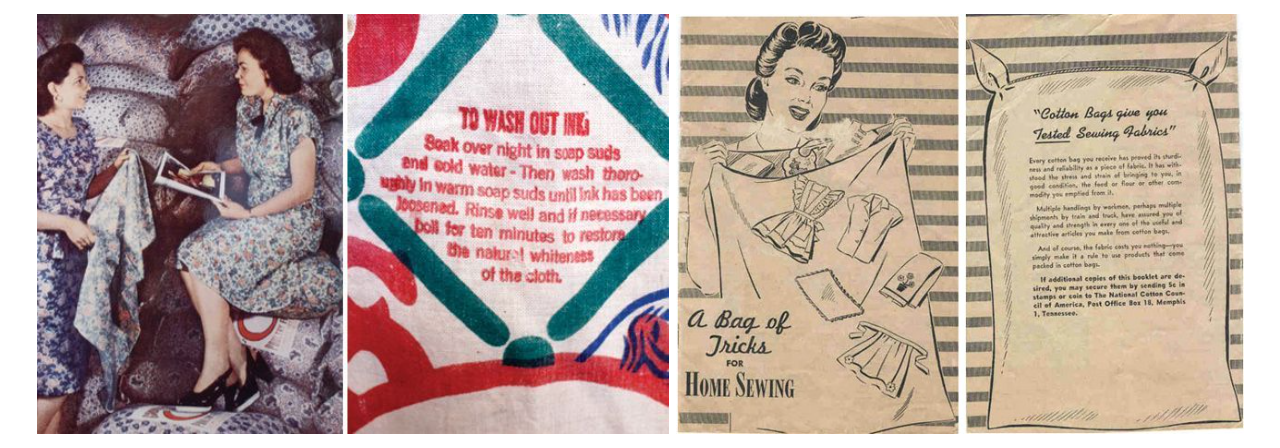 TO WASH OUT INK:
Soak over night in soap suds
and cold water - Then wash thoro-
ughly in warm soap suds until ink has been
loosened. Rinse well and if necessary
boil for ten minutes to restore
the natural whiteness
of the cloth.
A Bag of
Tricks
FOR
HOME SEWING
"Cotton Bags give you
Tested Sewing Fabrics"
Every cotton bag you receive has proved its sturdi-
ness and reliability as a piece of fabric. It has with-
stood the stress and strain of bringing to you, in
good condition, the feed or flour or other com-
modity you emptied from it.
Multiple handlings by workmen, perhaps multiple
shipments by train and truck, have assured you of
quality and strength in every one of the useful and
attractive articles you make from cotton bags.
And of course, the fabric costs you nothing—you
simply make it a rule to use products that come
packed in cotton bags.
If additional copies of this booklet are de-
sired, you may secure them by sending 5c in
stamps or coin to The National Cotton Coun-
cil of America, Post Office Box 18, Memphis
1, Tennessee.